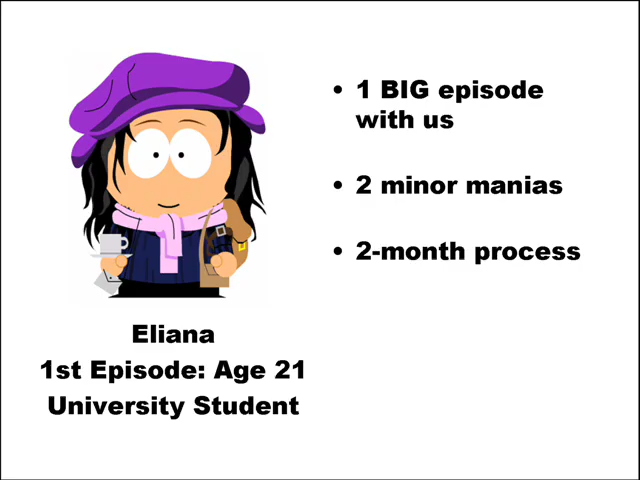 • 1 BIG episode
with us
• 2 minor manias
• 2-month process
Eliana
1st Episode: Age 21
University Student